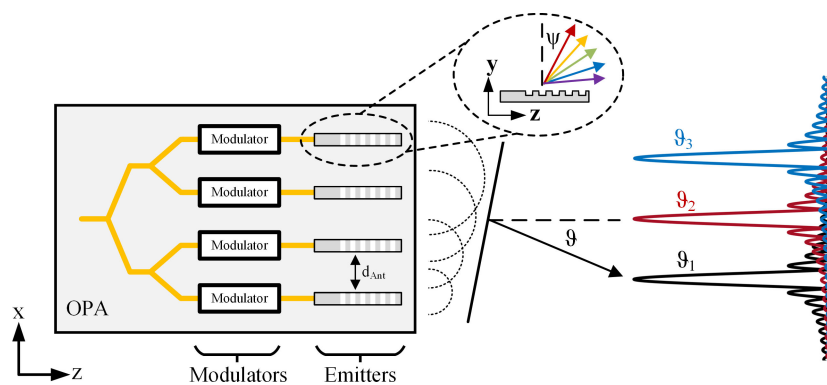 ψ
y
z
Modulator
Modulator
Modulator
Modulator
d_Ant
OPA
ϑ
ϑ₃
ϑ₂
ϑ₁
x
z
Modulators
Emitters